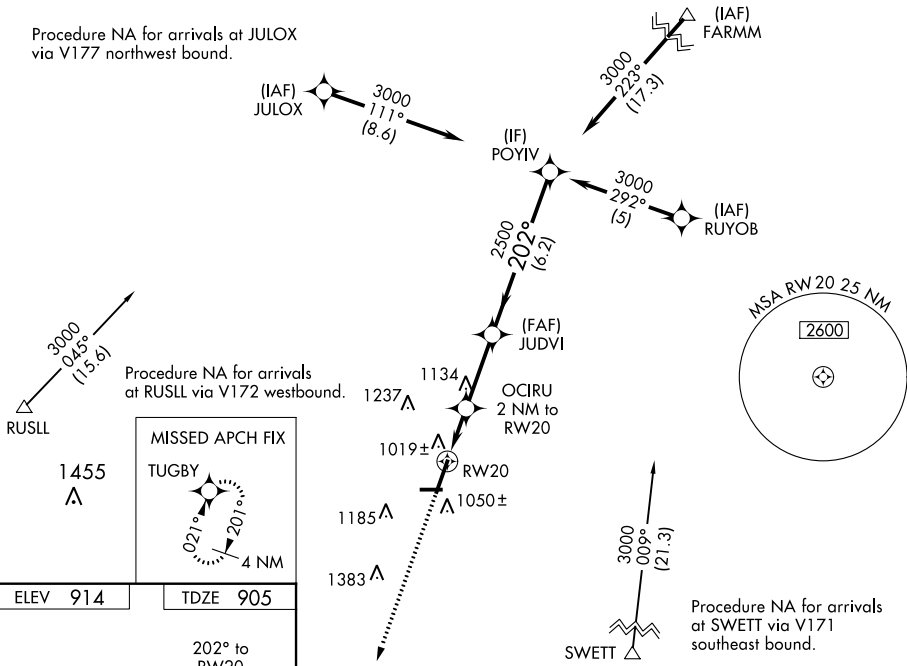 Procedure NA for arrivals at JULOX
via V177 northwest bound.
(IAF)
FARMM
3000
223°
(17.3)
(IAF)
JULOX
3000
111°
(8.6)
(IF)
POYIV
3000
292°
(5)
(IAF)
RUYOB
2500
202°
(6.2)
MSA RW20 25 NM
2600
3000
045°
(15.6)
RUSLL
(FAF)
JUDVI
Procedure NA for arrivals
at RUSLL via V172 westbound.
1134
1237
OCIRU
2 NM to
RW20
MISSED APCH FIX
TUGBY
021°
201°
4 NM
1019±
RW20
1455
1050±
1185
1383
3000
009°
(21.3)
SWETT
Procedure NA for arrivals
at SWETT via V171
southeast bound.
ELEV 914
TDZE 905
202° to
RW20